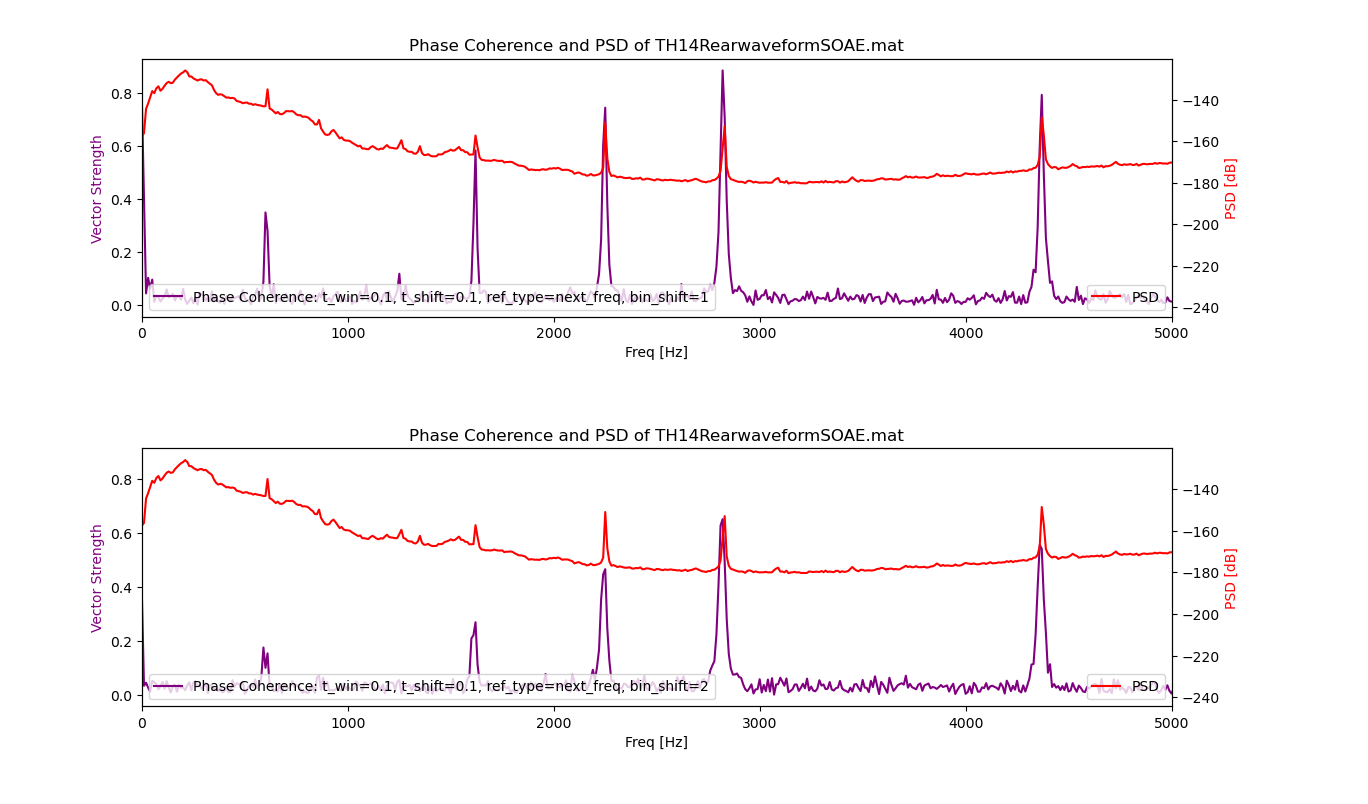 Phase Coherence and PSD of TH14RearwaveformSOAE.mat
Vector Strength
0.8
0.6
0.4
0.2
0.0
Phase Coherence: t_win=0.1, t_shift=0.1, ref_type=next_freq, bin_shift=1
PSD
−140
−160
−180
−200
−220
−240
PSD [dB]
0 1000 2000 3000 4000 5000
Freq [Hz]
Phase Coherence and PSD of TH14RearwaveformSOAE.mat
Vector Strength
0.8
0.6
0.4
0.2
0.0
Phase Coherence: t_win=0.1, t_shift=0.1, ref_type=next_freq, bin_shift=2
PSD
−140
−160
−180
−200
−220
−240
PSD [dB]
0 1000 2000 3000 4000 5000
Freq [Hz]